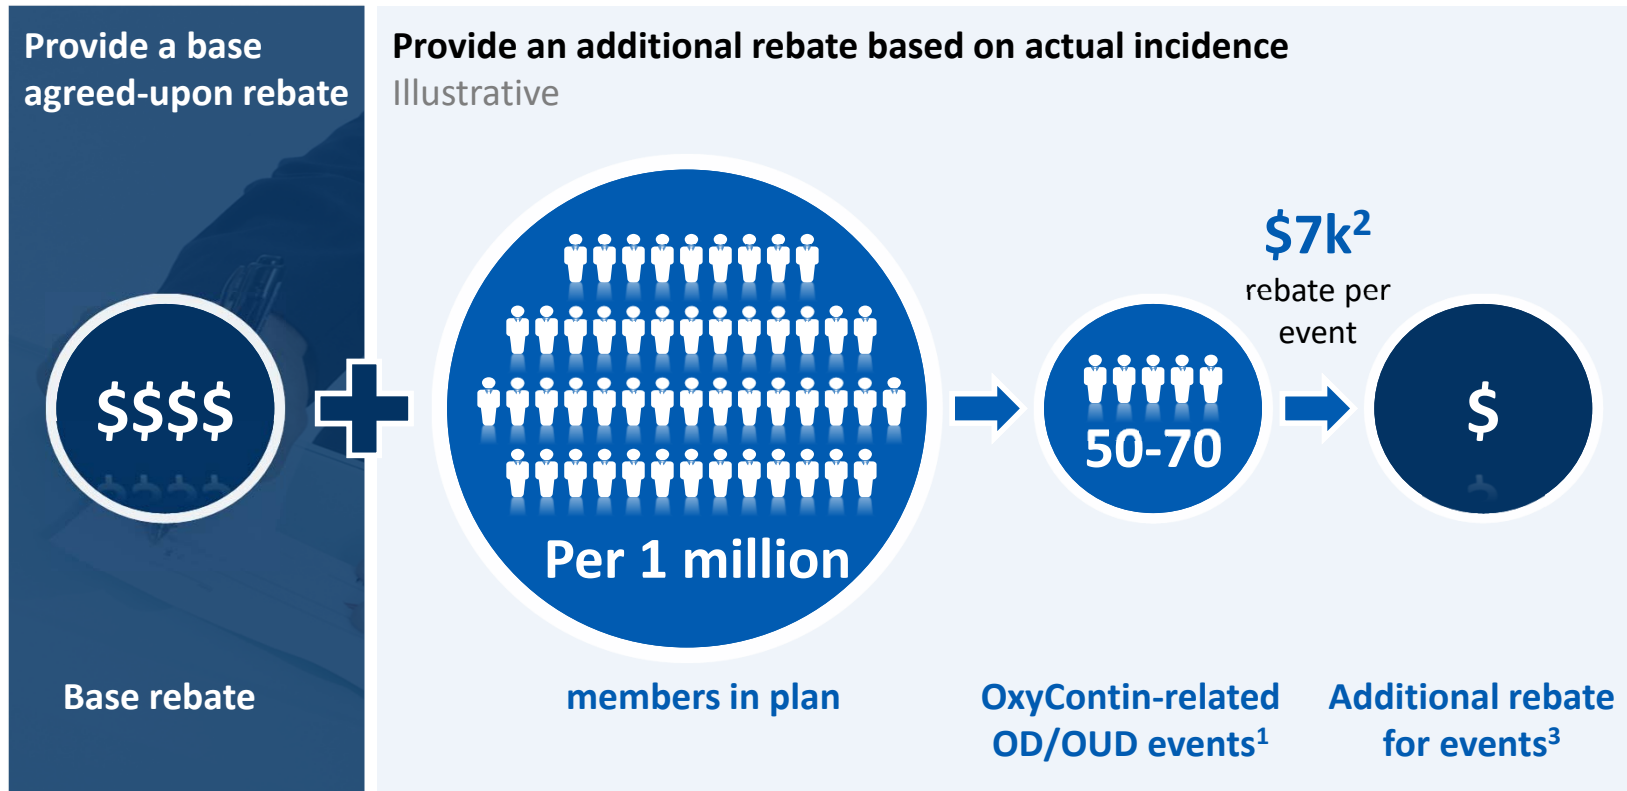 Provide a base
agreed-upon rebate
$$$$
Base rebate
Provide an additional rebate based on actual incidence
Illustrative
Per 1 million
members in plan
50-70
OxyContin-related
OD/OUD events¹
$7k²
rebate per
event
$
Additional rebate
for events³